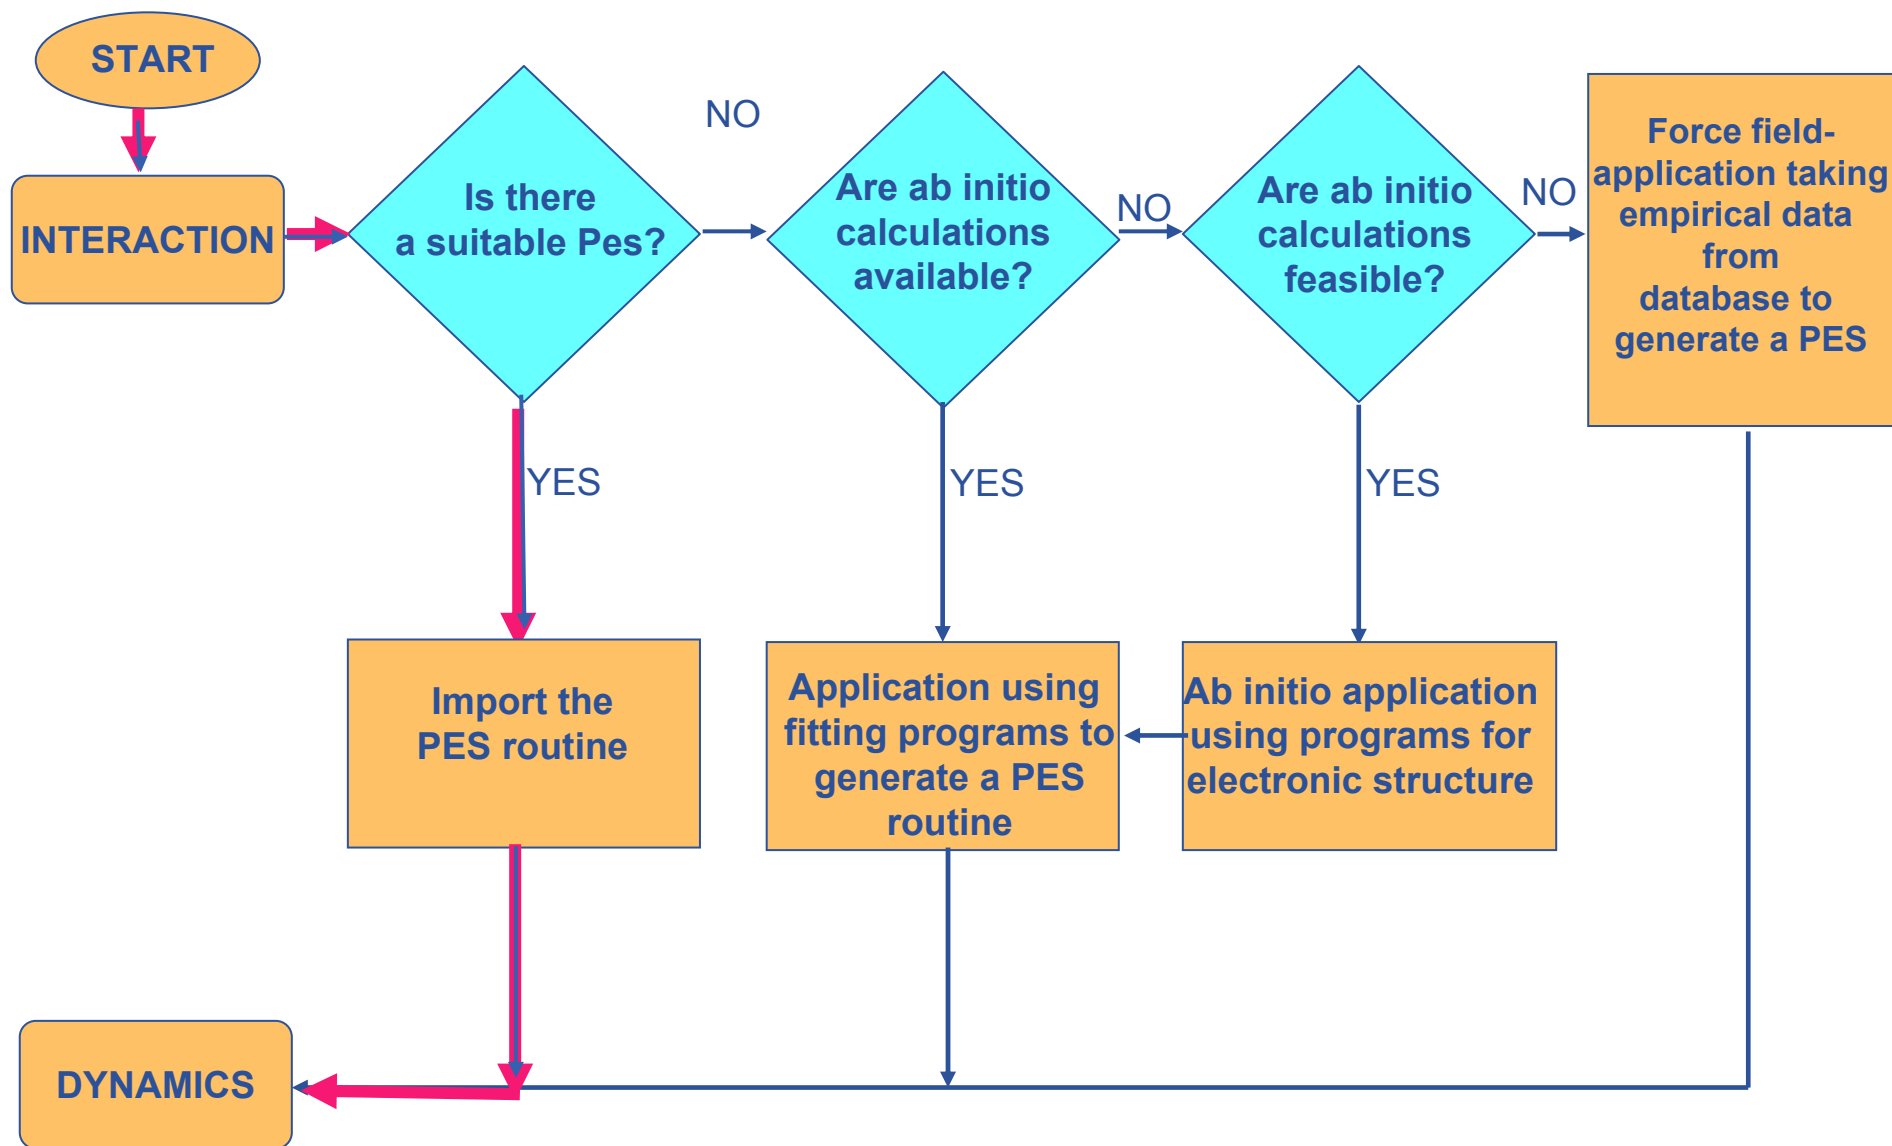 START
INTERACTION
Is there
a suitable Pes?
NO
Are ab initio
calculations
available?
NO
Are ab initio
calculations
feasible?
NO
Force field-
application taking
empirical data
from
database to
generate a PES
YES
YES
YES
Import the
PES routine
Application using
fitting programs to
generate a PES
routine
Ab initio application
using programs for
electronic structure
DYNAMICS